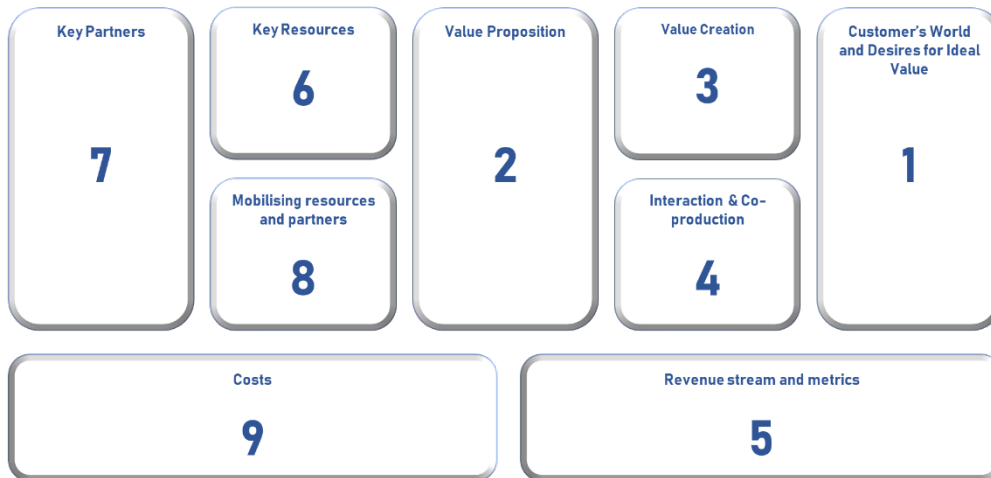 Key Partners
7
Key Resources
6
Mobilising resources
and partners
8
Value Proposition
2
Value Creation
3
Interaction & Co-
production
4
Customer's World
and Desires for Ideal
Value
1
Costs
9
Revenue stream and metrics
5